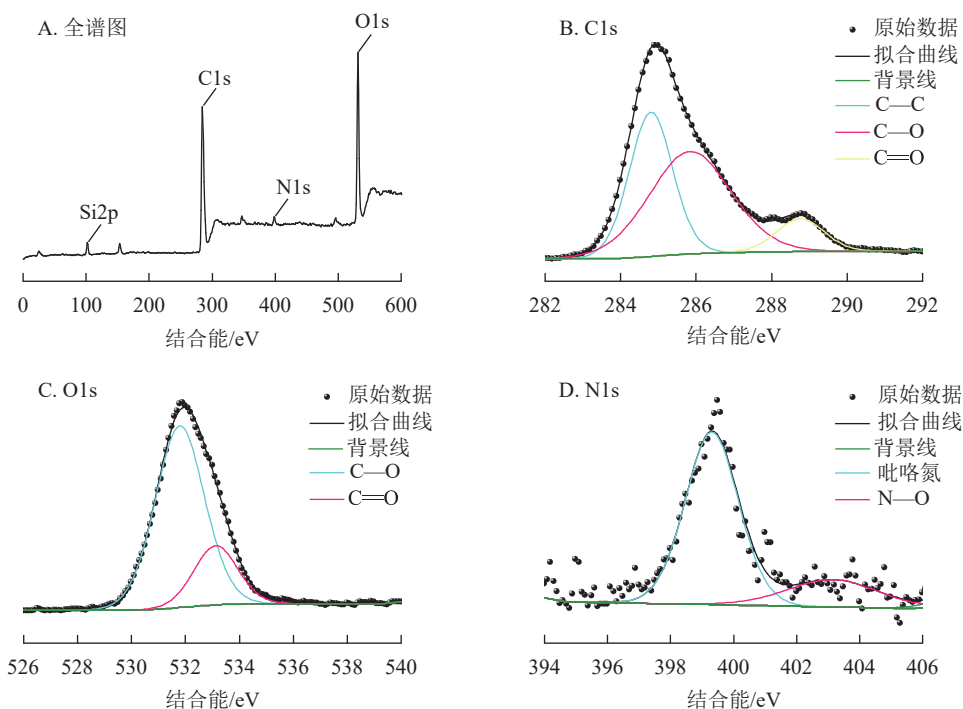 A. 全谱图
O1s
C1s
N1s
Si2p
0 100 200 300 400 500 600
结合能/eV
B. C1s
原始数据
拟合曲线
背景线
C—C
C—O
C=O
282 284 286 288 290 292
结合能/eV
C. O1s
原始数据
拟合曲线
背景线
C—O
C=O
526 528 530 532 534 536 538 540
结合能/eV
D. N1s
原始数据
拟合曲线
背景线
吡咯氮
N—O
394 396 398 400 402 404 406
结合能/eV